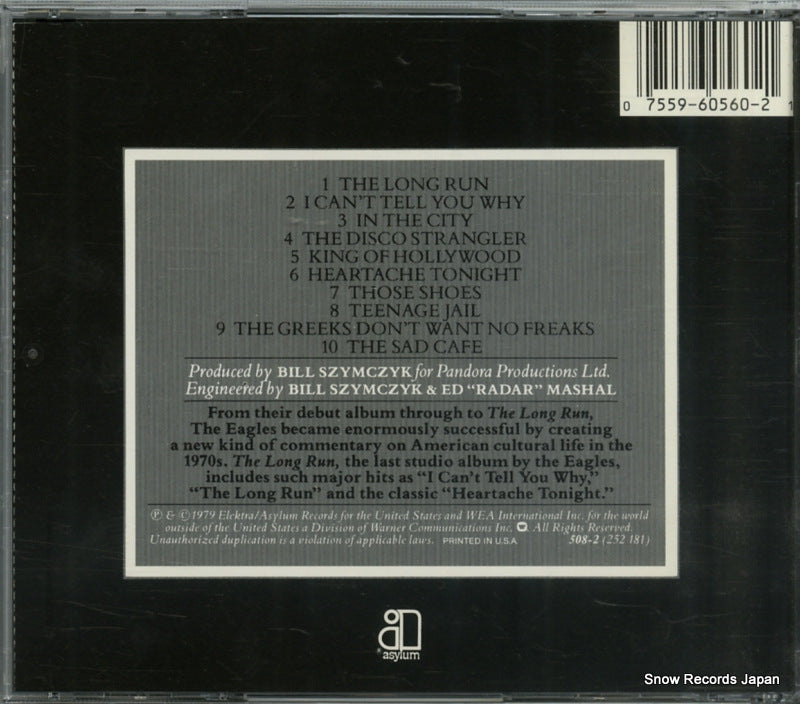 0 7559-60560-2 1
1 THE LONG RUN
2 I CAN'T TELL YOU WHY
3 IN THE CITY
4 THE DISCO STRANGLER
5 KING OF HOLLYWOOD
6 HEARTACHE TONIGHT
7 THOSE SHOES
8 TEENAGE JAIL
9 THE GREEKS DON'T WANT NO FREAKS
10 THE SAD CAFE
Produced by BILL SZYMCZYK for Pandora Productions Ltd.
Engineered by BILL SZYMCZYK & ED "RADAR" MASHAL
From their debut album through to The Long Run,
The Eagles became enormously successful by creating
a new kind of commentary on American cultural life in the
1970s. The Long Run, the last studio album by the Eagles,
includes such major hits as "I Can't Tell You Why,"
"The Long Run" and the classic "Heartache Tonight."
Ⓟ & © 1979 Elektra/Asylum Records for the United States and WEA International Inc. for the world
outside of the United States a Division of Warner Communications Inc. . All Rights Reserved.
Unauthorized duplication is a violation of applicable laws. PRINTED IN U.S.A. 508-2 (252 181)
asylum
Snow Records Japan